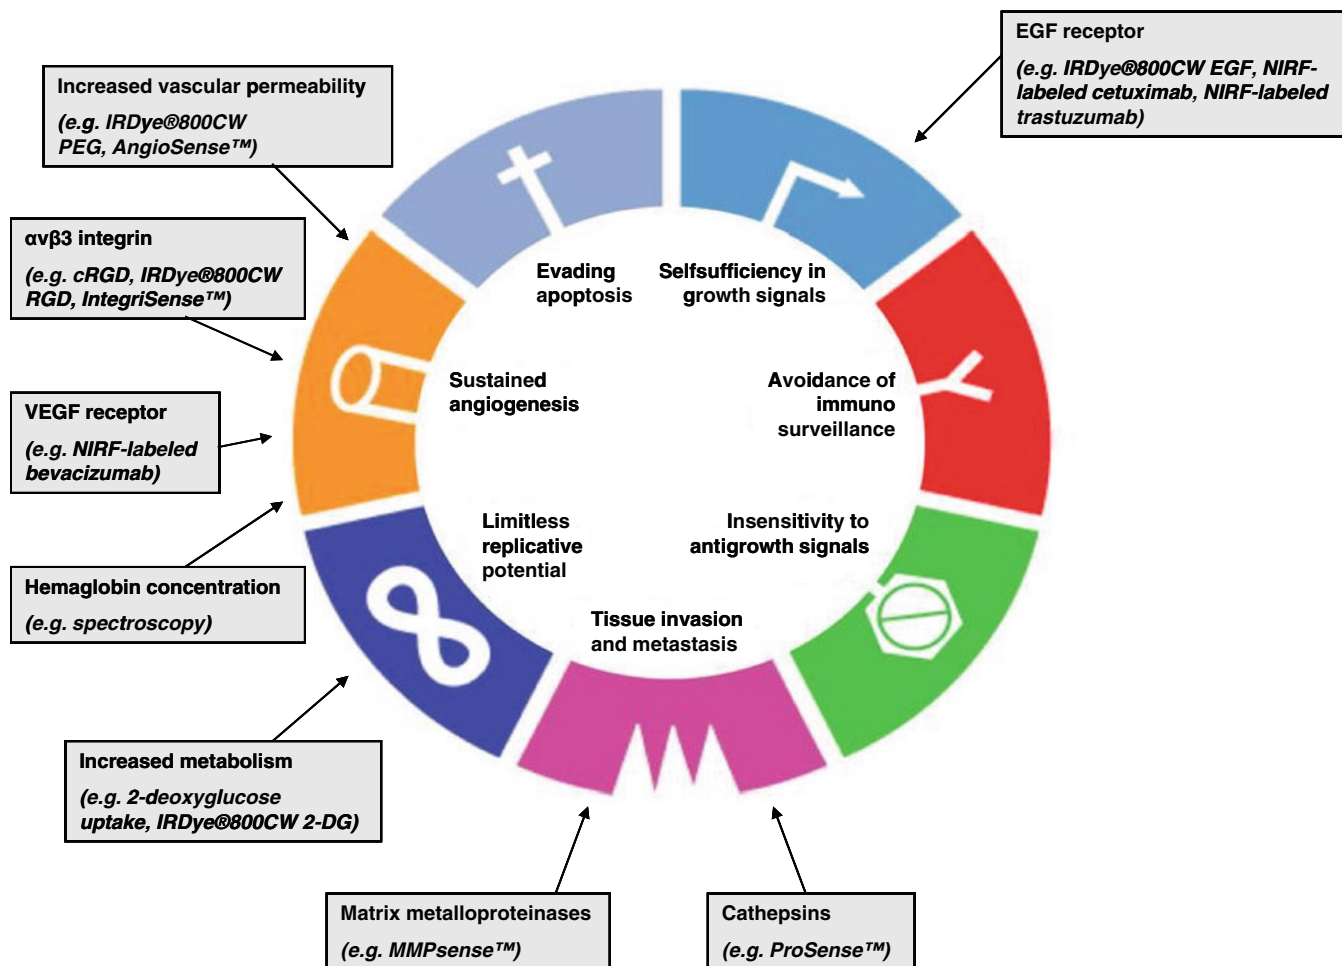 EGF receptor
(e.g. IRDye®800CW EGF, NIRF-
labeled cetuximab, NIRF-labeled
trastuzumab)
Increased vascular permeability
(e.g. IRDye®800CW
PEG, AngioSense™)
αvβ3 integrin
(e.g. cRGD, IRDye®800CW
RGD, IntegriSense™)
VEGF receptor
(e.g. NIRF-labeled
bevacizumab)
Hemaglobin concentration
(e.g. spectroscopy)
Increased metabolism
(e.g. 2-deoxyglucose
uptake, IRDye®800CW 2-DG)
Matrix metalloproteinases
(e.g. MMPsense™)
Cathepsins
(e.g. ProSense™)
Evading
apoptosis
Selfsufficiency in
growth signals
Sustained
angiogenesis
Avoidance of
immuno
surveillance
Limitless
replicative
potential
Insensitivity to
antigrowth signals
Tissue invasion
and metastasis